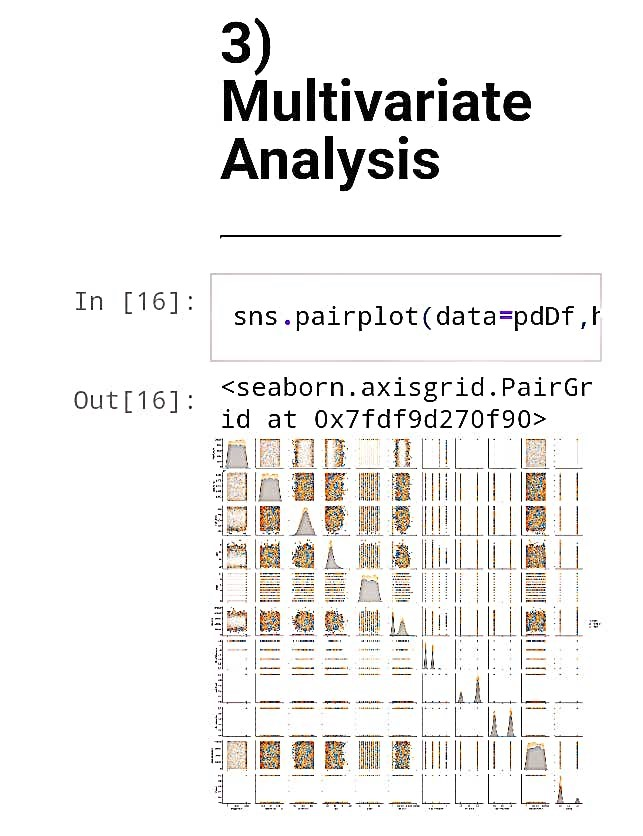 3)
Multivariate
Analysis
In [16]:
sns.pairplot(data=pdDf,h
Out[16]:
<seaborn.axisgrid.PairGr
id at 0x7fdf9d270f90>